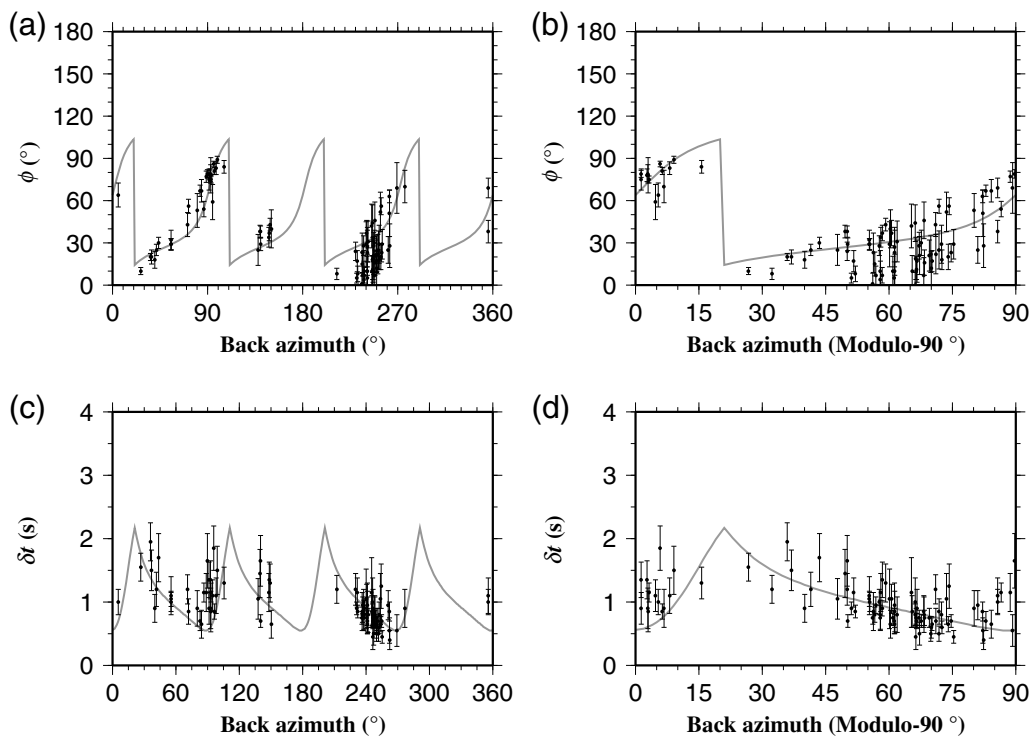 (a)
180
150
120
90
60
30
0
ϕ (°)
0 90 180 270 360
Back azimuth (°)
(b)
180
150
120
90
60
30
0
ϕ (°)
0 15 30 45 60 75 90
Back azimuth (Modulo-90 °)
(c)
4
3
2
1
0
δt (s)
0 60 120 180 240 300 360
Back azimuth (°)
(d)
4
3
2
1
0
δt (s)
0 15 30 45 60 75 90
Back azimuth (Modulo-90 °)